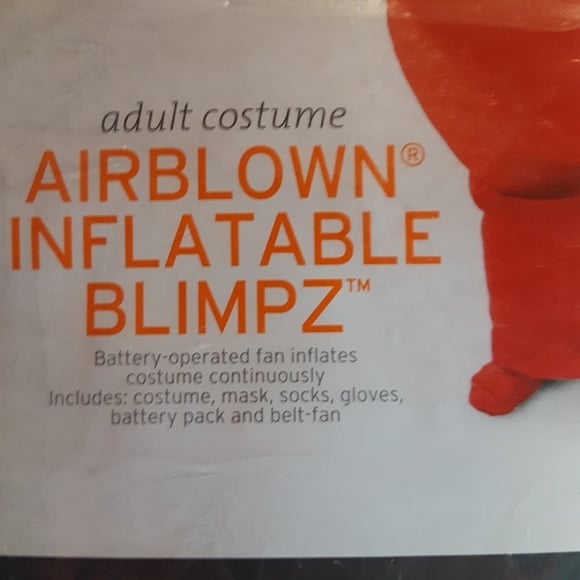 adult costume
AIRBLOWN®
INFLATABLE
BLIMPZ™
Battery-operated fan inflates
costume continuously
Includes: costume, mask, socks, gloves,
battery pack and belt-fan